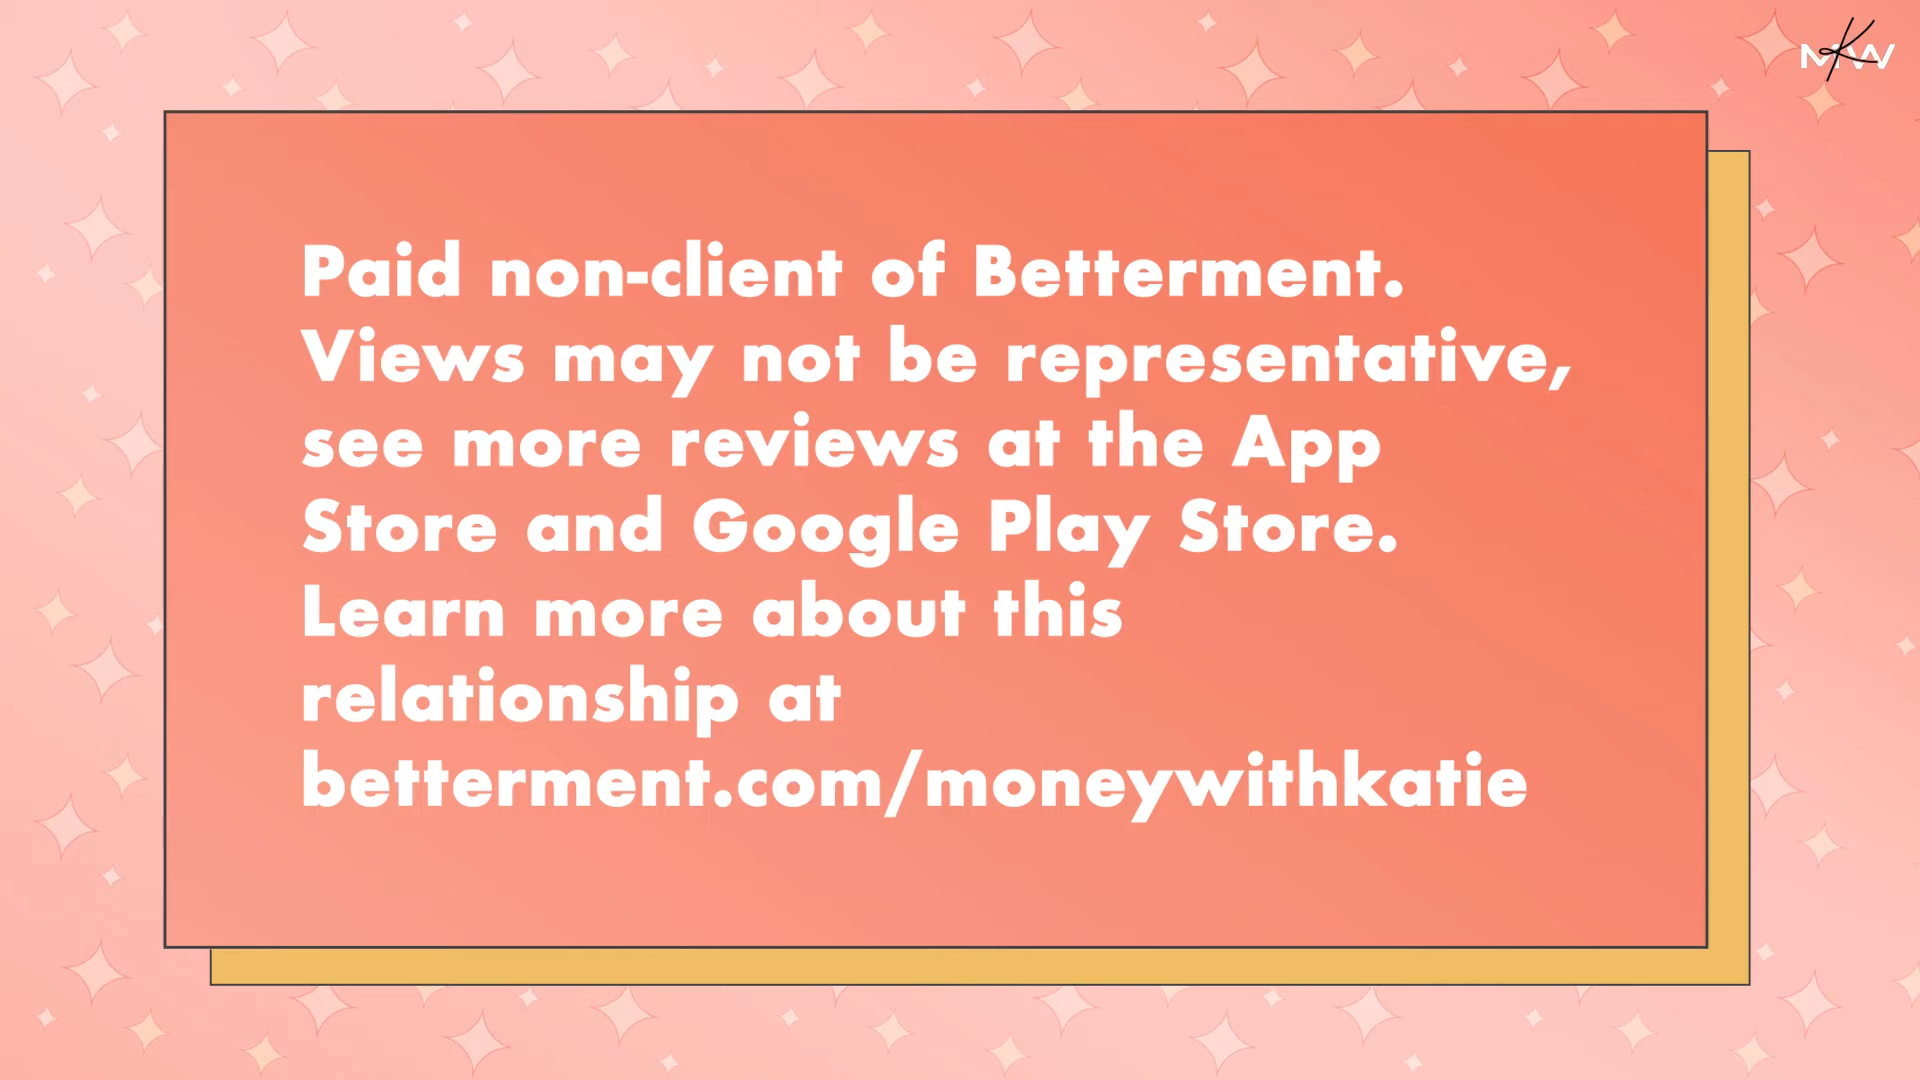 MKW
Paid non-client of Betterment.
Views may not be representative,
see more reviews at the App
Store and Google Play Store.
Learn more about this
relationship at
betterment.com/moneywithkatie